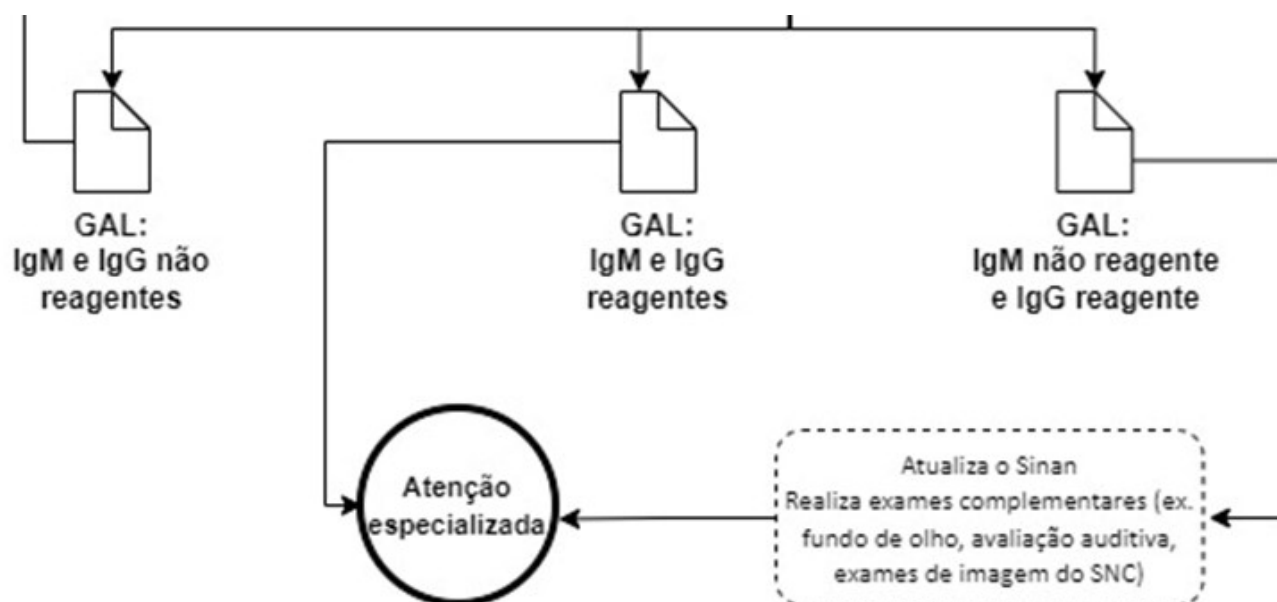 GAL:
IgM e IgG não
reagentes
GAL:
IgM e IgG
reagentes
GAL:
IgM não reagente
e IgG reagente
Atenção
especializada
Atualiza o Sinan
Realiza exames complementares (ex.
fundo de olho, avaliação auditiva,
exames de imagem do SNC)